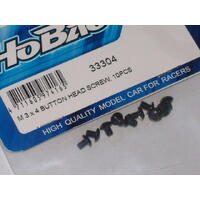 HOBAO
33304
M 3 x 4 BUTTON HEAD SCREW, 10PCS
HIGH QUALITY MODEL CAR FOR RACERS